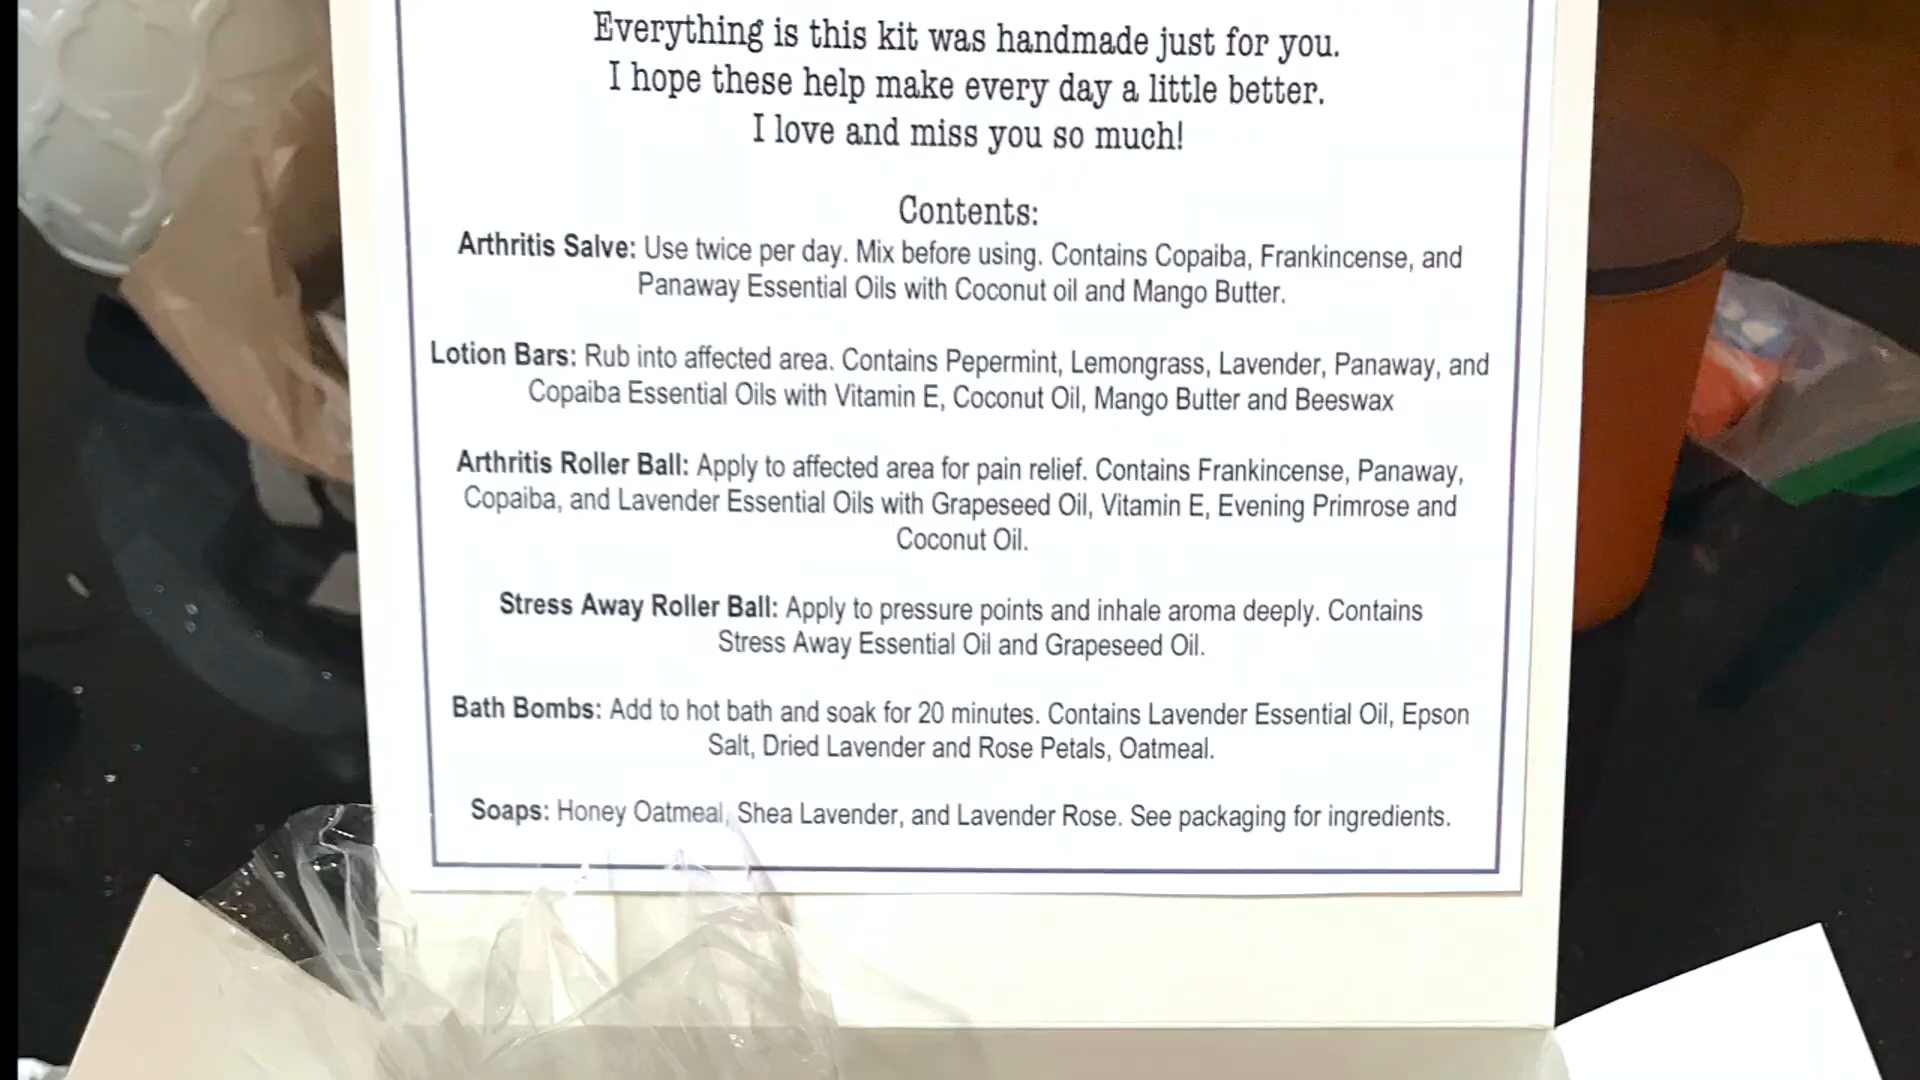 Everything is this kit was handmade just for you.
I hope these help make every day a little better.
I love and miss you so much!
Contents:
Arthritis Salve: Use twice per day. Mix before using. Contains Copaiba, Frankincense, and
Panaway Essential Oils with Coconut oil and Mango Butter.
Lotion Bars: Rub into affected area. Contains Pepermint, Lemongrass, Lavender, Panaway, and
Copaiba Essential Oils with Vitamin E, Coconut Oil, Mango Butter and Beeswax
Arthritis Roller Ball: Apply to affected area for pain relief. Contains Frankincense, Panaway,
Copaiba, and Lavender Essential Oils with Grapeseed Oil, Vitamin E, Evening Primrose and
Coconut Oil.
Stress Away Roller Ball: Apply to pressure points and inhale aroma deeply. Contains
Stress Away Essential Oil and Grapeseed Oil.
Bath Bombs: Add to hot bath and soak for 20 minutes. Contains Lavender Essential Oil, Epson
Salt, Dried Lavender and Rose Petals, Oatmeal.
Soaps: Honey Oatmeal, Shea Lavender, and Lavender Rose. See packaging for ingredients.